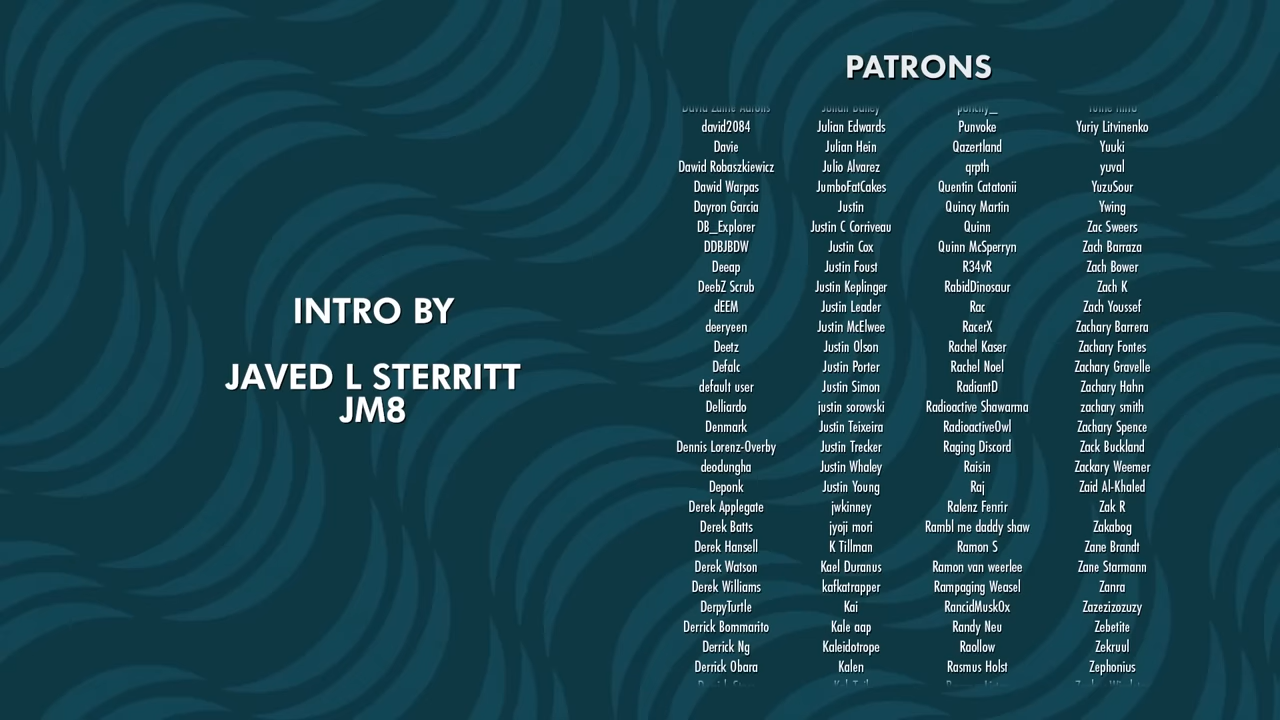 INTRO BY
JAVED L STERRITT
JM8
PATRONS
david2084
Davie
Dawid Robaszkiewicz
Dawid Warpas
Dayron Garcia
DB_Explorer
DDBJBDW
Deeap
DeebZ Scrub
dEEM
deeryeen
Deetz
Defalc
default user
Delliardo
Denmark
Dennis Lorenz-Overby
deodungha
Deponk
Derek Applegate
Derek Batts
Derek Hansell
Derek Watson
Derek Williams
DerpyTurtle
Derrick Bommarito
Derrick Ng
Derrick Obara
Julian Edwards
Julian Hein
Julio Alvarez
JumboFatCakes
Justin
Justin C Corriveau
Justin Cox
Justin Foust
Justin Keplinger
Justin Leader
Justin McElwee
Justin Olson
Justin Porter
Justin Simon
justin sorowski
Justin Teixeira
Justin Trecker
Justin Whaley
Justin Young
jwkinney
jyoji mori
K Tillman
Kael Duranus
kafkatrapper
Kai
Kale aap
Kaleidotrope
Kalen
Punvoke
Qazertland
qrpth
Quentin Catatonii
Quincy Martin
Quinn
Quinn McSperryn
R34vR
RabidDinosaur
Rac
RacerX
Rachel Kaser
Rachel Noel
RadiantD
Radioactive Shawarma
RadioactiveOwl
Raging Discord
Raisin
Raj
Ralenz Fenrir
Rambl me daddy shaw
Ramon S
Ramon van weerlee
Rampaging Weasel
RancidMuskOx
Randy Neu
Raollow
Rasmus Holst
Yuriy Litvinenko
Yuuki
yuval
YuzuSour
Ywing
Zac Sweers
Zach Barraza
Zach Bower
Zach K
Zach Youssef
Zachary Barrera
Zachary Fontes
Zachary Gravelle
Zachary Hahn
zachary smith
Zachary Spence
Zack Buckland
Zackary Weemer
Zaid Al-Khaled
Zak R
Zakabog
Zane Brandt
Zane Starmann
Zanra
Zazezizozuzy
Zebetite
Zekruul
Zephonius